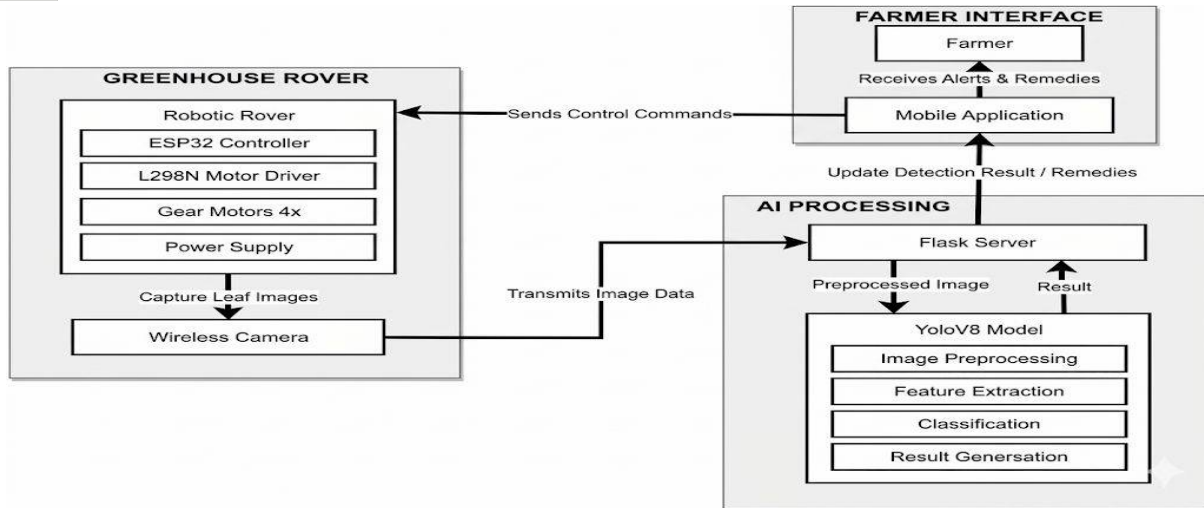 GREENHOUSE ROVER
Robotic Rover
ESP32 Controller
L298N Motor Driver
Gear Motors 4x
Power Supply
Capture Leaf Images
Wireless Camera
Sends Control Commands
Transmits Image Data
FARMER INTERFACE
Farmer
Receives Alerts & Remedies
Mobile Application
Update Detection Result / Remedies
AI PROCESSING
Flask Server
Preprocessed Image
Result
YoloV8 Model
Image Preprocessing
Feature Extraction
Classification
Result Genersation